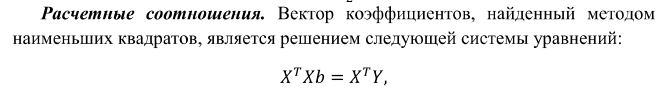 Расчетные соотношения. Вектор коэффициентов, найденный методом
наименьших квадратов, является решением следующей системы уравнений:
XᵀXb = XᵀY,